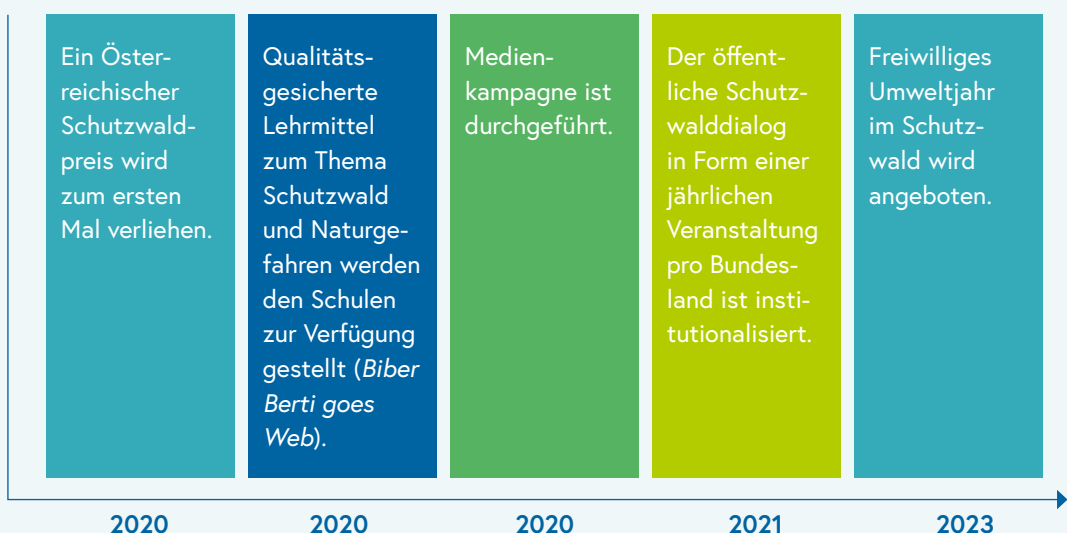 Ein Öster-
reichischer
Schutzwald-
preis wird
zum ersten
Mal verliehen.
Qualitäts-
gesicherte
Lehrmittel
zum Thema
Schutzwald
und Naturge-
fahren werden
den Schulen
zur Verfügung
gestellt (Biber
Berti goes
Web).
Medien-
kampagne ist
durchgeführt.
Der öffent-
liche Schutz-
walddialog
in Form einer
jährlichen
Veranstaltung
pro Bundes-
land ist insti-
tutionalisiert.
Freiwilliges
Umweltjahr
im Schutz-
wald wird
angeboten.
2020
2020
2020
2021
2023